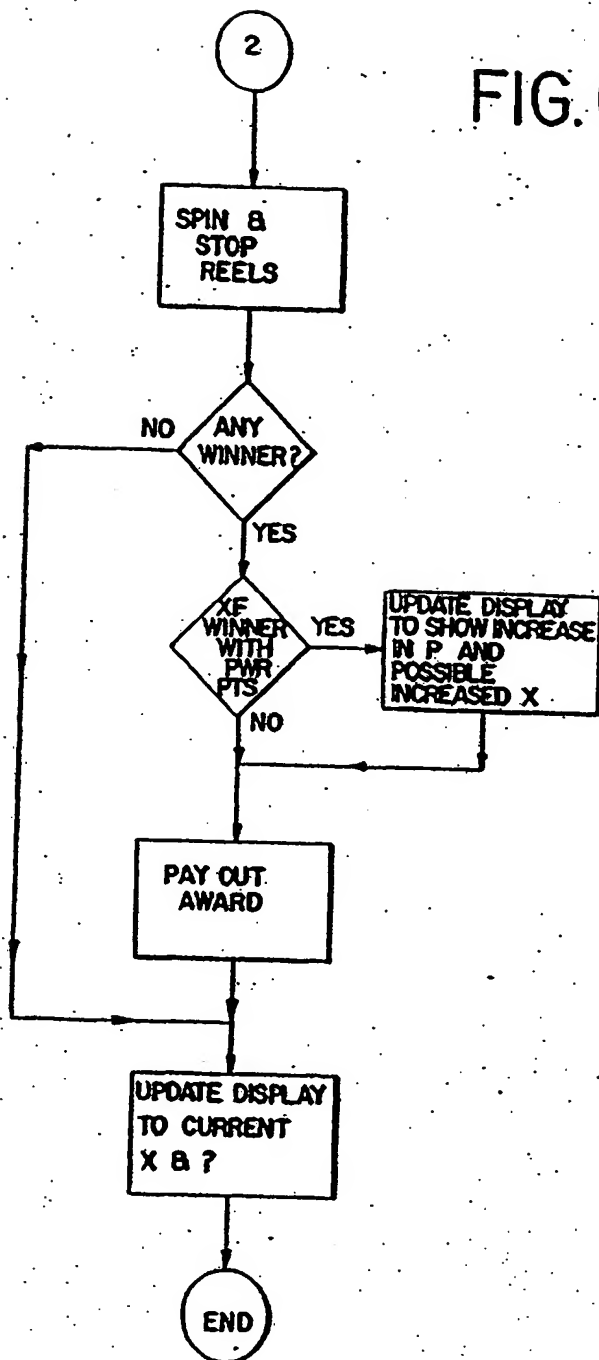 2
FIG.
SPIN &
STOP
REELS
ANY
WINNER?
NO
YES
XF
WINNER
WITH
PWR
PTS
YES
NO
UPDATE DISPLAY
TO SHOW INCREASE
IN P AND
POSSIBLE
INCREASED X
PAY OUT
AWARD
UPDATE DISPLAY
TO CURRENT
X & ?
END